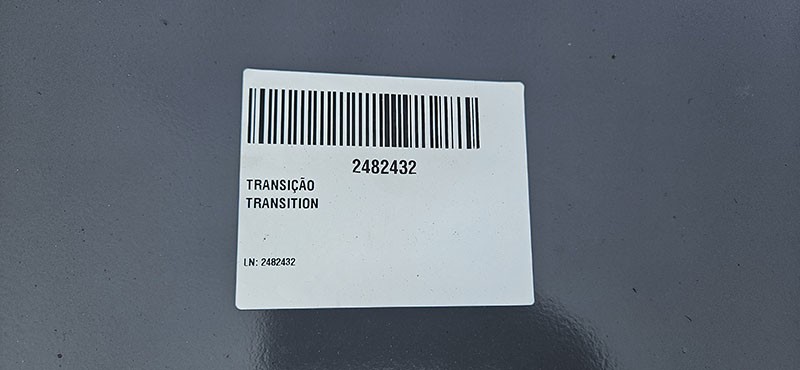 2482432
TRANSIÇÃO
TRANSITION
LN: 2482432